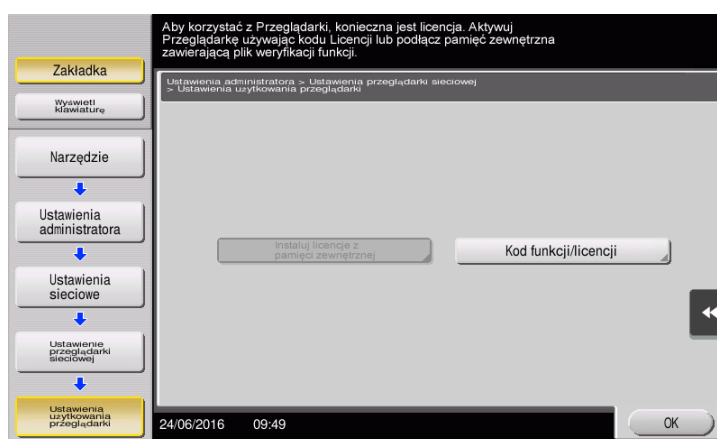 Aby korzystać z Przeglądarki, konieczna jest licencja. Aktywuj
Przeglądarkę używając kodu Licencji lub podłącz pamięć zewnętrzna
zawierającą plik weryfikacji funkcji.
Zakładka
Wyświetl
klawiaturę
Ustawienia administratora > Ustawienia przeglądarki sieciowej
> Ustawienia użytkowania przeglądarki
Narzędzie
Ustawienia
administratora
Instaluj licencje z
pamięci zewnętrznej
Kod funkcji/licencji
Ustawienia
sieciowe
Ustawienie
przeglądarki
sieciowej
Ustawienia
użytkowania
przeglądarki
24/06/2016 09:49
OK